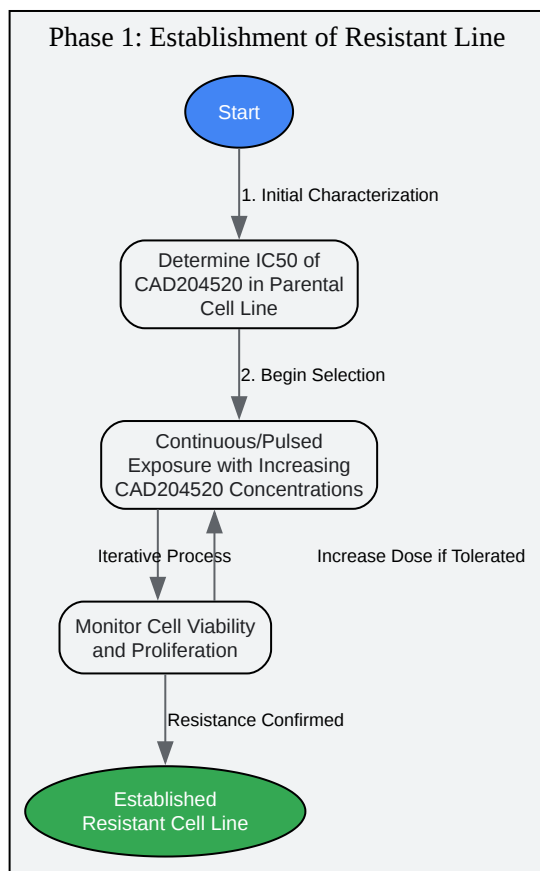 Phase 1: Establishment of Resistant Line
Start
1. Initial Characterization
Determine IC50 of
CAD204520 in Parental
Cell Line
2. Begin Selection
Continuous/Pulsed
Exposure with Increasing
CAD204520 Concentrations
Iterative Process
Increase Dose if Tolerated
Monitor Cell Viability
and Proliferation
Resistance Confirmed
Established
Resistant Cell Line